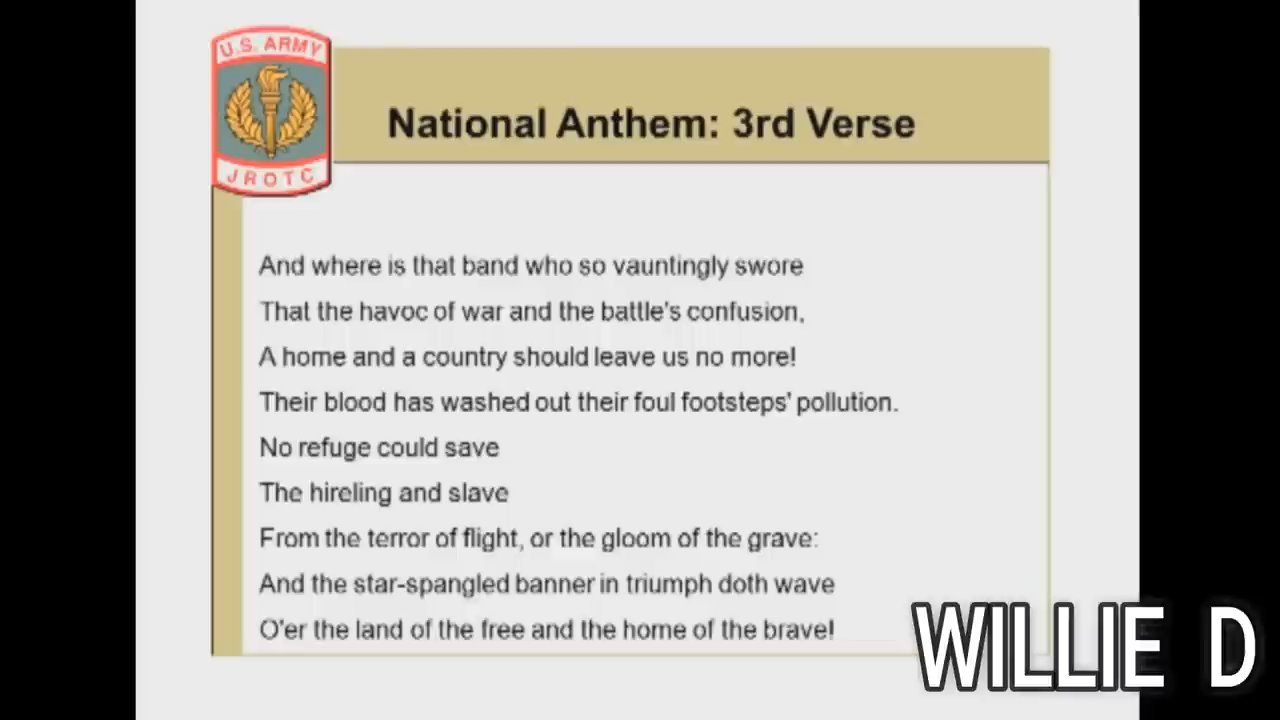 U.S. ARMY
JROTC
National Anthem: 3rd Verse
And where is that band who so vauntingly swore
That the havoc of war and the battle's confusion,
A home and a country should leave us no more!
Their blood has washed out their foul footsteps' pollution.
No refuge could save
The hireling and slave
From the terror of flight, or the gloom of the grave:
And the star-spangled banner in triumph doth wave
O'er the land of the free and the home of the brave!
WILLIE D